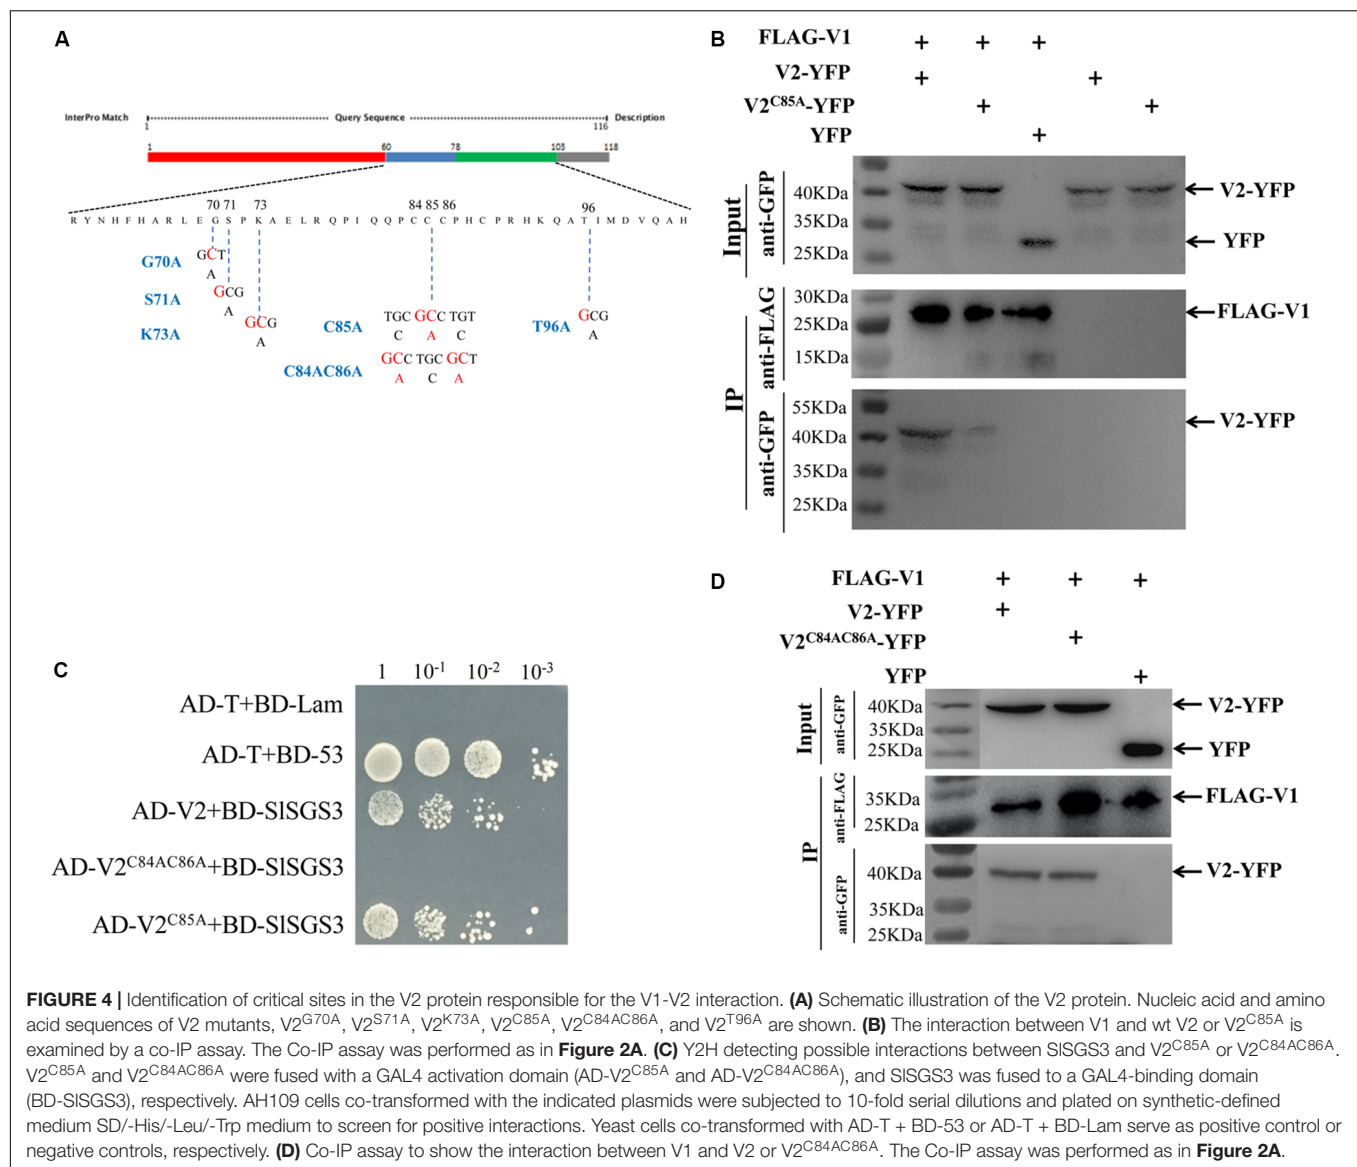 A
InterPro Match
Query Sequence
Description
1
116
1
60
78
103
118
70 71 73 84 85 86 96
R Y N H F H A R L E G S P K A E L R Q P I Q Q P C C C P H C P R H K Q A T I M D V Q A H
G70A
GCT
A
S71A
GCG
A
K73A
GCG
A
C85A
TGC GCC TGT
C A C
C84AC86A
GCC TGC GCT
A C A
T96A
GCG
A
B
FLAG-V1 + + +
V2-YFP + +
V2C85A-YFP + +
YFP +
Input
anti-GFP
40KDa
35KDa
25KDa
V2-YFP
YFP
IP
anti-FLAG
30KDa
25KDa
15KDa
FLAG-V1
anti-GFP
55KDa
40KDa
35KDa
25KDa
V2-YFP
C
1 10-1 10-2 10-3
AD-T+BD-Lam
AD-T+BD-53
AD-V2+BD-SlSGS3
AD-V2C84AC86A+BD-SlSGS3
AD-V2C85A+BD-SlSGS3
D
FLAG-V1 + + +
V2-YFP +
V2C84AC86A-YFP +
YFP +
Input
anti-GFP
40KDa
35KDa
25KDa
V2-YFP
YFP
IP
anti-FLAG
35KDa
25KDa
FLAG-V1
anti-GFP
40KDa
35KDa
25KDa
V2-YFP
FIGURE 4 | Identification of critical sites in the V2 protein responsible for the V1-V2 interaction. (A) Schematic illustration of the V2 protein. Nucleic acid and amino
acid sequences of V2 mutants, V2G70A, V2S71A, V2K73A, V2C85A, V2C84AC86A, and V2T96A are shown. (B) The interaction between V1 and wt V2 or V2C85A is
examined by a co-IP assay. The Co-IP assay was performed as in Figure 2A. (C) Y2H detecting possible interactions between SlSGS3 and V2C85A or V2C84AC86A.
V2C85A and V2C84AC86A were fused with a GAL4 activation domain (AD-V2C85A and AD-V2C84AC86A), and SlSGS3 was fused to a GAL4-binding domain
(BD-SlSGS3), respectively. AH109 cells co-transformed with the indicated plasmids were subjected to 10-fold serial dilutions and plated on synthetic-defined
medium SD/-His/-Leu/-Trp medium to screen for positive interactions. Yeast cells co-transformed with AD-T + BD-53 or AD-T + BD-Lam serve as positive control or
negative controls, respectively. (D) Co-IP assay to show the interaction between V1 and V2 or V2C84AC86A. The Co-IP assay was performed as in Figure 2A.